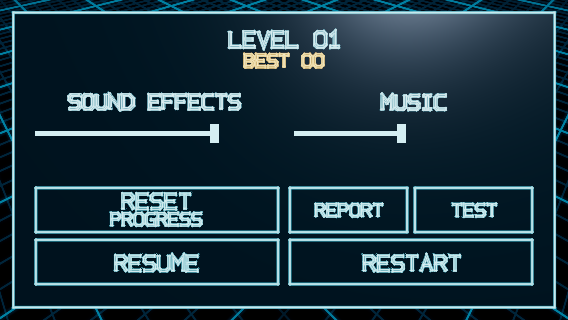 LEVEL 01
BEST 00
SOUND EFFECTS
MUSIC
RESET
PROGRESS
REPORT
TEST
RESUME
RESTART